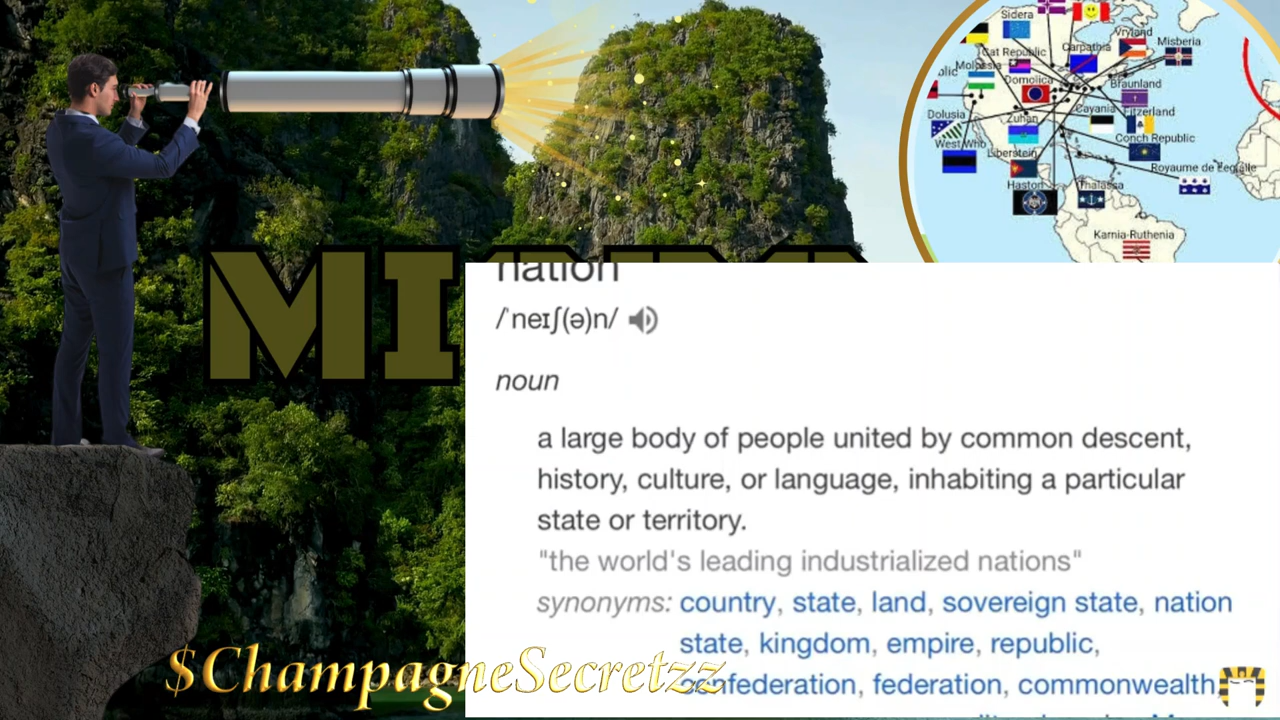 Sidera
Vryland
Misberia
Cat Republic
Carpathia
Molossia
Domolica
Braunland
Dolusia
Cayania
Fitzerland
Zuhan
Conch Republic
West Who
Liberstein
Royaume de
Haston
Thalassa
Karnia-Ruthenia
nation
/ˈneɪʃ(ə)n/
noun
a large body of people united by common descent,
history, culture, or language, inhabiting a particular
state or territory.
"the world's leading industrialized nations"
synonyms: country, state, land, sovereign state, nation
state, kingdom, empire, republic,
confederation, federation, commonwealth,
$ChampagneSecretzz